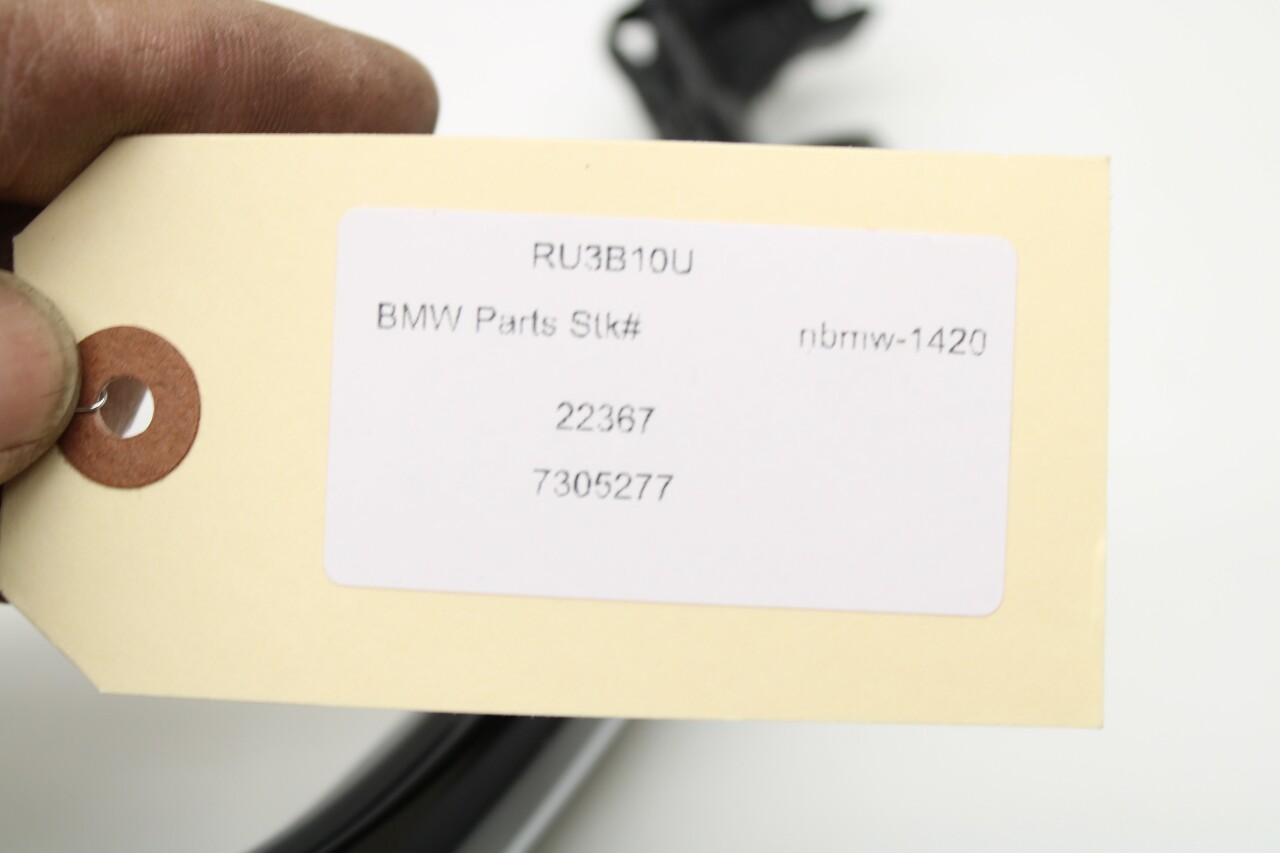 RU3B10U
BMW Parts Stk# nbmw-1420
22367
7305277